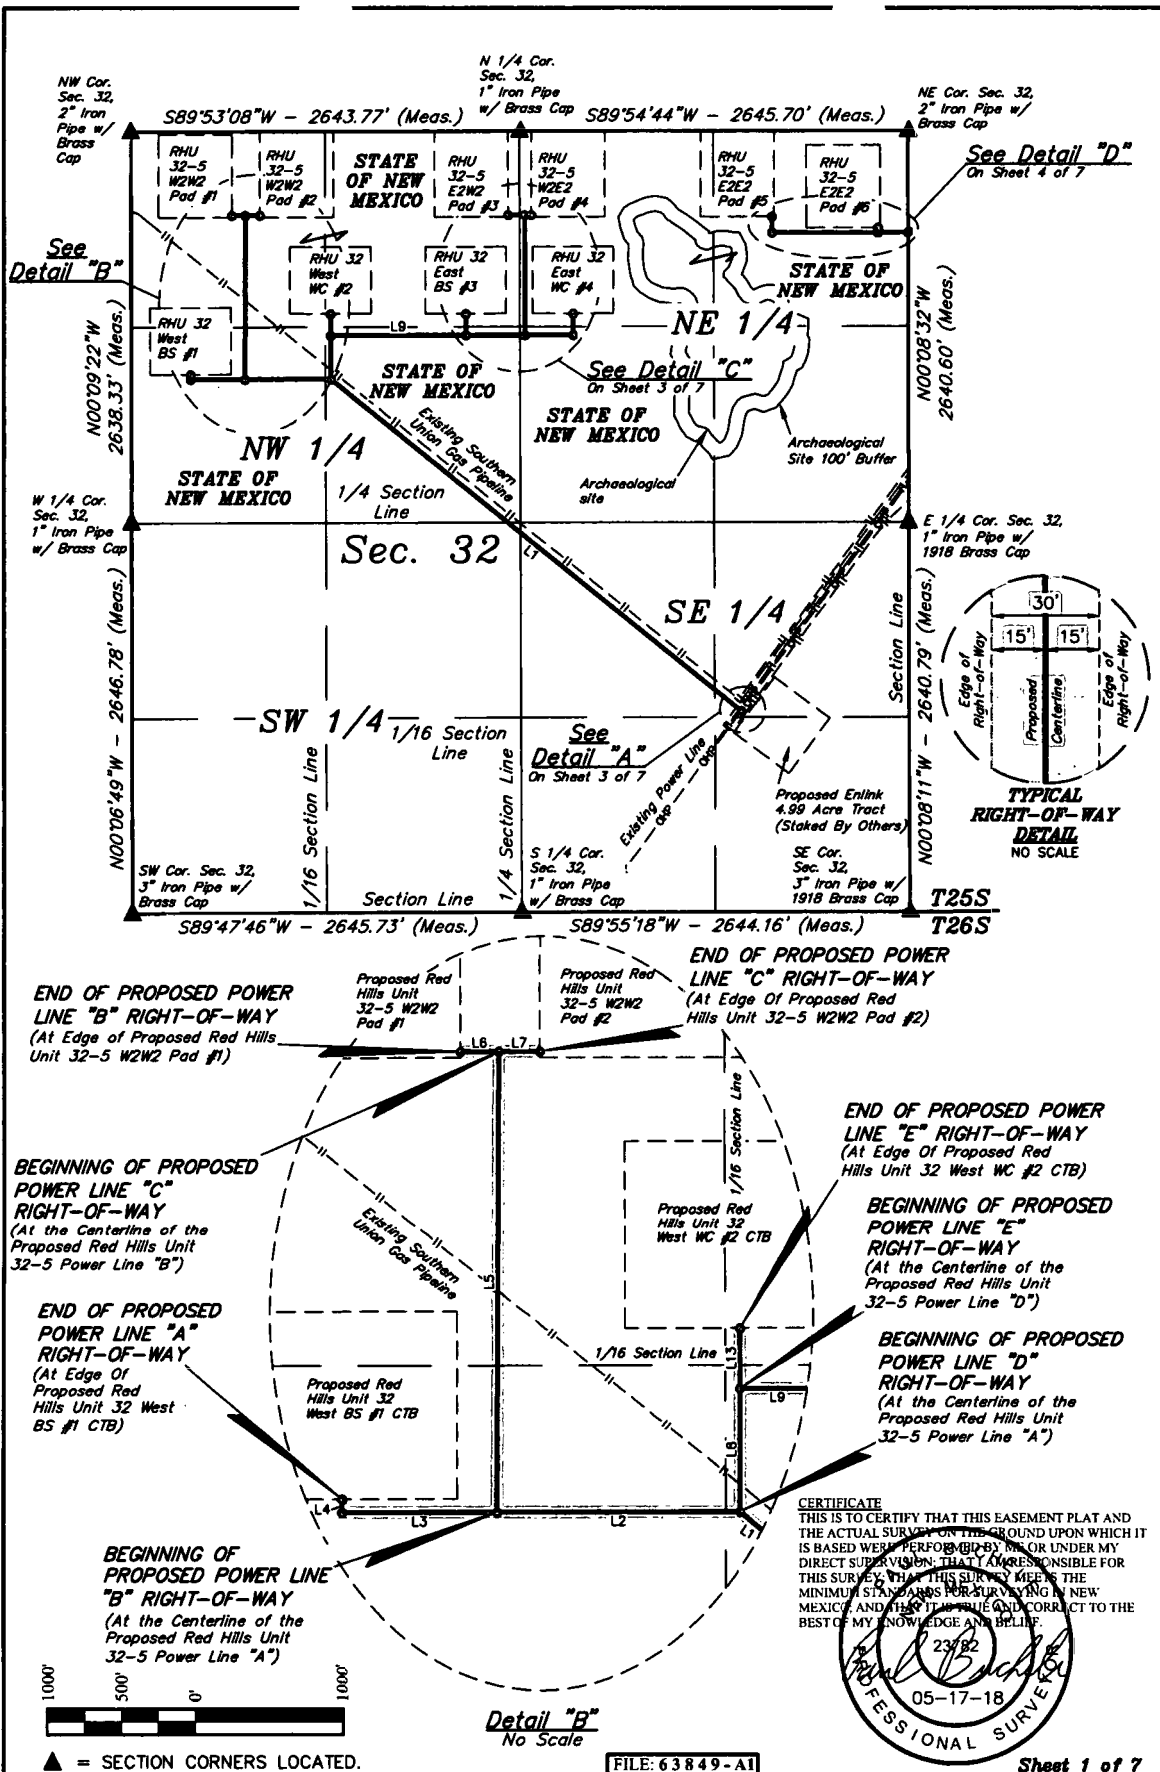 NW Cor.
Sec. 32,
2" Iron
Pipe w/
Brass
Cap
S89°53'08"W - 2643.77' (Meas.)
N 1/4 Cor.
Sec. 32,
1" Iron Pipe
w/ Brass Cap
S89°54'44"W - 2645.70' (Meas.)
NE Cor. Sec. 32,
2" Iron Pipe w/
Brass Cap
See Detail "D"
On Sheet 4 of 7
RHU
32-5
W2W2
Pad #1
RHU
32-5
W2W2
Pad #2
STATE
OF NEW
MEXICO
RHU
32-5
E2W2
Pad #3
RHU
32-5
W2E2
Pad #4
RHU
32-5
E2E2
Pad #5
RHU
32-5
E2E2
Pad #6
See
Detail "B"
RHU 32
West
WC #2
RHU 32
East
BS #3
RHU 32
East
WC #4
STATE OF
NEW MEXICO
RHU 32
West
BS #1
L9
NE 1/4
N00°09'22"W
2638.33' (Meas.)
N00°08'32"W
2640.60' (Meas.)
STATE OF
NEW MEXICO
See Detail "C"
On Sheet 3 of 7
STATE OF
NEW MEXICO
Existing Southern
Union Gas Pipeline
NW 1/4
STATE OF
NEW MEXICO
Archaeological
Site 100' Buffer
Archaeological
site
1/4 Section
Line
W 1/4 Cor.
Sec. 32,
1" Iron Pipe
w/ Brass Cap
Sec. 32
L1
E 1/4 Cor. Sec. 32,
1" Iron Pipe w/
1918 Brass Cap
SE 1/4
N00°06'49"W - 2646.78' (Meas.)
Section Line
N00°08'11"W - 2640.79' (Meas.)
30'
15'
15'
Edge of
Right-of-Way
Proposed
Centerline
Edge of
Right-of-Way
TYPICAL
RIGHT-OF-WAY
DETAIL
NO SCALE
SW 1/4
1/16 Section
Line
See
Detail "A"
On Sheet 3 of 7
Existing Power Line
OHP
OHP
Proposed Enlink
4.99 Acre Tract
(Staked By Others)
1/16 Section Line
1/4 Section Line
SW Cor. Sec. 32,
3" Iron Pipe w/
Brass Cap
Section Line
S 1/4 Cor.
Sec. 32,
1" Iron Pipe
w/ Brass Cap
SE Cor.
Sec. 32,
3" Iron Pipe w/
1918 Brass Cap
T25S
T26S
S89°47'46"W - 2645.73' (Meas.)
S89°55'18"W - 2644.16' (Meas.)
END OF PROPOSED POWER
LINE "B" RIGHT-OF-WAY
(At Edge of Proposed Red Hills
Unit 32-5 W2W2 Pad #1)
Proposed Red
Hills Unit
32-5 W2W2
Pad #1
Proposed Red
Hills Unit
32-5 W2W2
Pad #2
END OF PROPOSED POWER
LINE "C" RIGHT-OF-WAY
(At Edge Of Proposed Red
Hills Unit 32-5 W2W2 Pad #2)
L6
L7
1/16 Section Line
END OF PROPOSED POWER
LINE "E" RIGHT-OF-WAY
(At Edge Of Proposed Red
Hills Unit 32 West WC #2 CTB)
BEGINNING OF PROPOSED
POWER LINE "C"
RIGHT-OF-WAY
(At the Centerline of the
Proposed Red Hills Unit
32-5 Power Line "B")
Existing Southern
Union Gas Pipeline
L5
Proposed Red
Hills Unit 32
West WC #2 CTB
BEGINNING OF PROPOSED
POWER LINE "E"
RIGHT-OF-WAY
(At the Centerline of the
Proposed Red Hills Unit
32-5 Power Line "D")
END OF PROPOSED
POWER LINE "A"
RIGHT-OF-WAY
(At Edge Of
Proposed Red
Hills Unit 32 West
BS #1 CTB)
Proposed Red
Hills Unit 32
West BS #1 CTB
1/16 Section Line
L13
L9
L8
BEGINNING OF PROPOSED
POWER LINE "D"
RIGHT-OF-WAY
(At the Centerline of the
Proposed Red Hills Unit
32-5 Power Line "A")
L4
L3
L2
L1
BEGINNING OF
PROPOSED POWER LINE
"B" RIGHT-OF-WAY
(At the Centerline of the
Proposed Red Hills Unit
32-5 Power Line "A")
CERTIFICATE
THIS IS TO CERTIFY THAT THIS EASEMENT PLAT AND
THE ACTUAL SURVEY ON THE GROUND UPON WHICH IT
IS BASED WERE PERFORMED BY ME OR UNDER MY
DIRECT SUPERVISION; THAT I AM RESPONSIBLE FOR
THIS SURVEY; THAT THIS SURVEY MEETS THE
MINIMUM STANDARDS FOR SURVEYING IN NEW
MEXICO; AND THAT IT IS TRUE AND CORRECT TO THE
BEST OF MY KNOWLEDGE AND BELIEF.
PAUL
NEW MEXICO
23782
05-17-18
PROFESSIONAL SURVEYOR
1000'
500'
0'
1000'
▲ = SECTION CORNERS LOCATED.
Detail "B"
No Scale
FILE: 63849-A1
Sheet 1 of 7